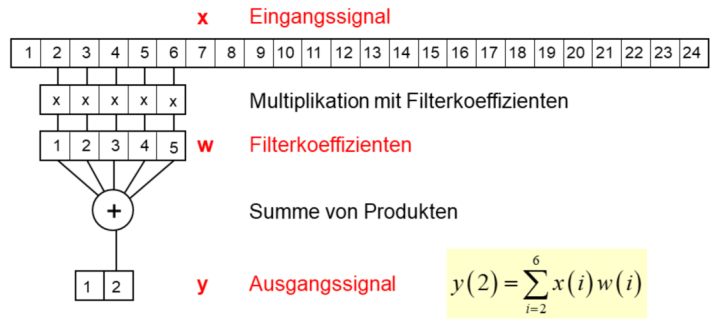 x Eingangssignal
1 2 3 4 5 6 7 8 9 10 11 12 13 14 15 16 17 18 19 20 21 22 23 24
x x x x x Multiplikation mit Filterkoeffizienten
1 2 3 4 5 w Filterkoeffizienten
+ Summe von Produkten
1 2 y Ausgangssignal y(2) = ∑_{i=2}^{6} x(i)w(i)